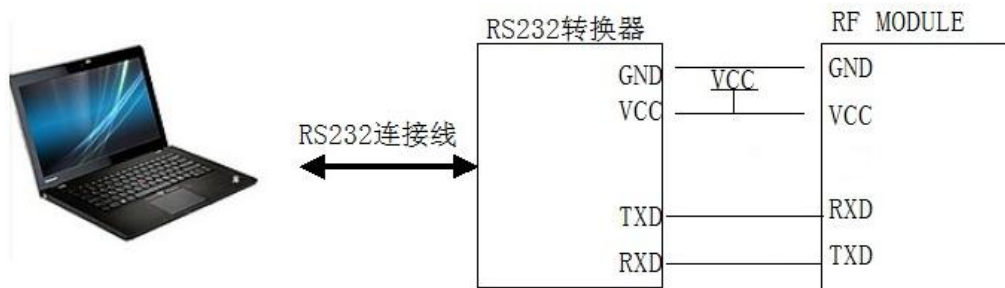 RS232转换器
RF MODULE
GND
VCC
GND
VCC
VCC
RS232连接线
TXD
RXD
RXD
TXD